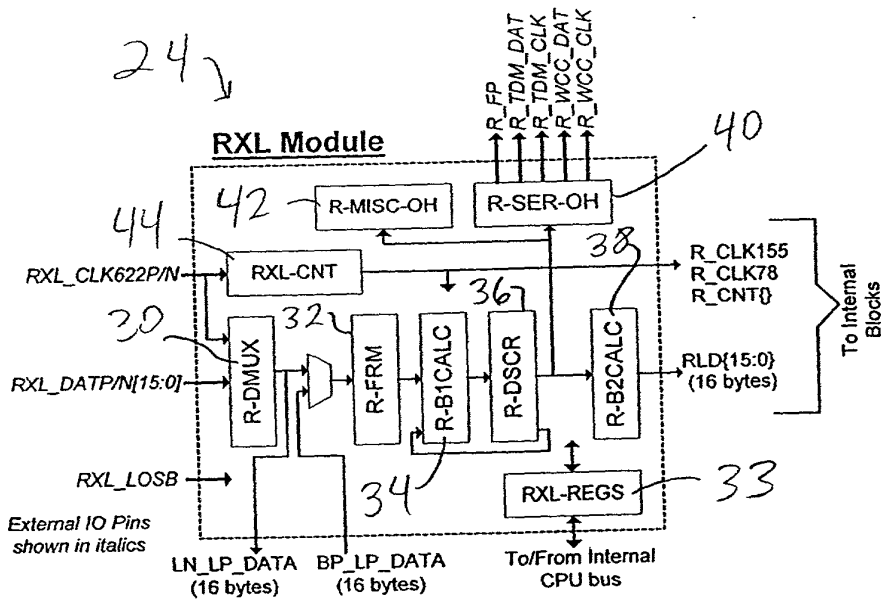 24
R_FP
R_TDM_DAT
R_TDM_CLK
R_WCC_DAT
R_WCC_CLK
RXL Module
40
42
R-MISC-OH
R-SER-OH
44
38
RXL_CLK622P/N
RXL-CNT
R_CLK155
R_CLK78
R_CNT{}
To Internal
Blocks
30
32
36
RXL_DATP/N[15:0]
R-DMUX
R-FRM
R-B1CALC
R-DSCR
R-B2CALC
RLD{15:0}
(16 bytes)
34
RXL_LOSB
RXL-REGS
33
External IO Pins
shown in italics
LN_LP_DATA
(16 bytes)
BP_LP_DATA
(16 bytes)
To/From Internal
CPU bus